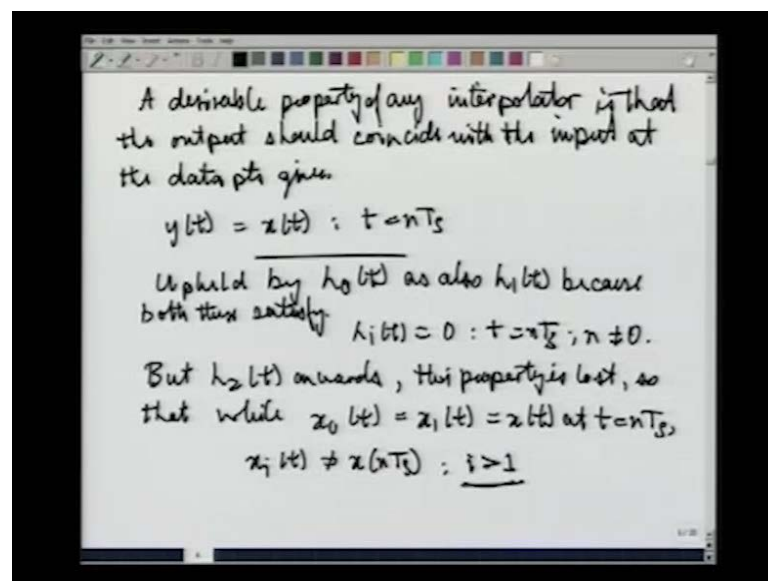 A desirable property of any interpolator is that
the output should coincide with the input at
the data pts given.
y(t) = x(t) : t = nTs
Upheld by h₀(t) as also h₁(t) because
both these satisfy
hᵢ(t) = 0 : t = nTs ; n ≠ 0.
But h₂(t) onwards, this property is lost, so
that while x₀(t) = x₁(t) = x(t) at t = nTs,
xᵢ(t) ≠ x(nTs) ; i > 1